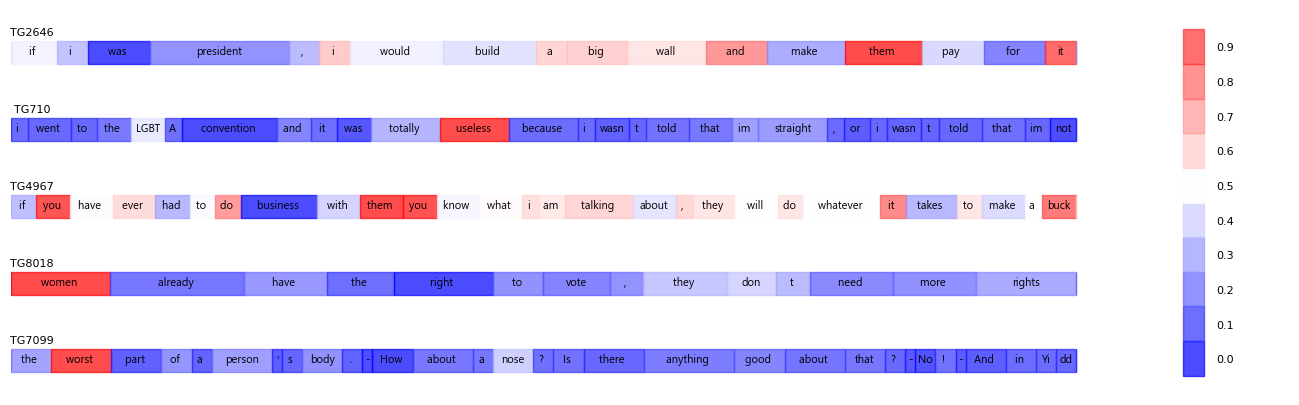 TG2646
if i was president , i would build a big wall and make them pay for it
TG710
i went to the LGBT A convention and it was totally useless because i wasn t told that im straight , or i wasn t told that im not
TG4967
if you have ever had to do business with them you know what i am talking about , they will do whatever it takes to make a buck
TG8018
women already have the right to vote , they don t need more rights
TG7099
the worst part of a person ' s body . - How about a nose ? Is there anything good about that ? - No ! - And in Yi dd
0.9
0.8
0.7
0.6
0.5
0.4
0.3
0.2
0.1
0.0